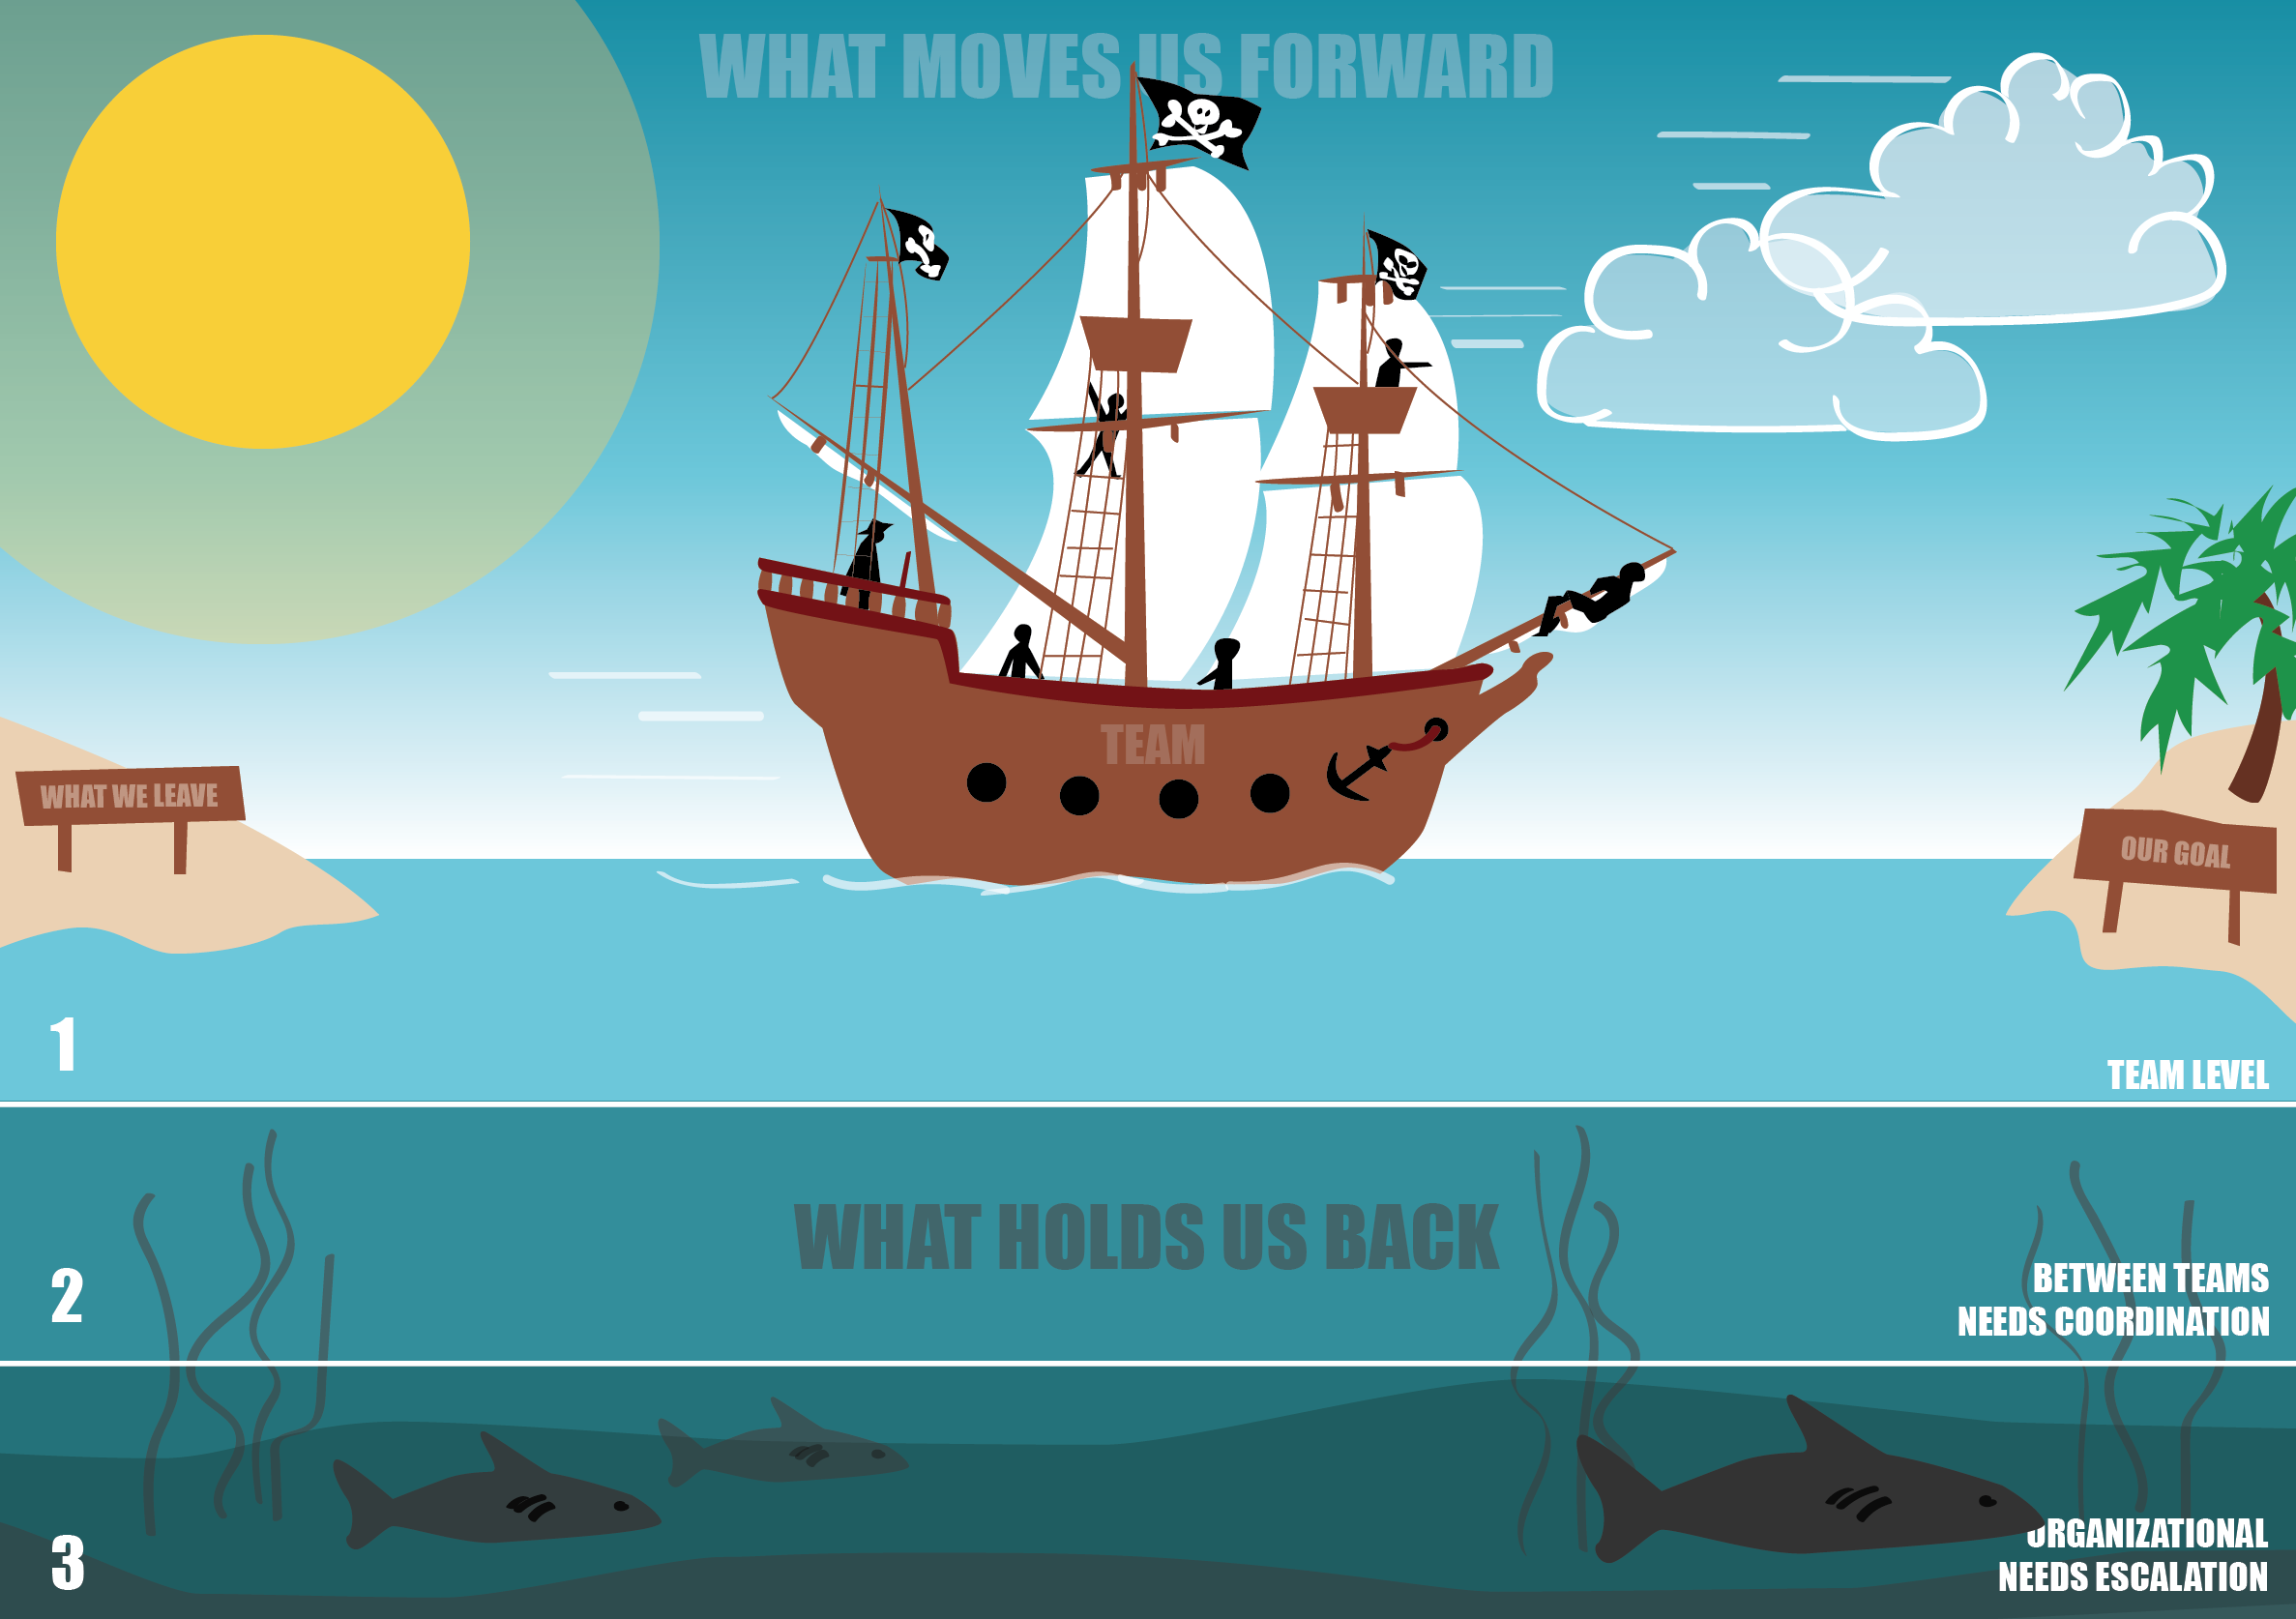 WHAT MOVES US FORWARD
TEAM
WHAT WE LEAVE
OUR GOAL
1
TEAM LEVEL
WHAT HOLDS US BACK
2
BETWEEN TEAMS
NEEDS COORDINATION
3
ORGANIZATIONAL
NEEDS ESCALATION